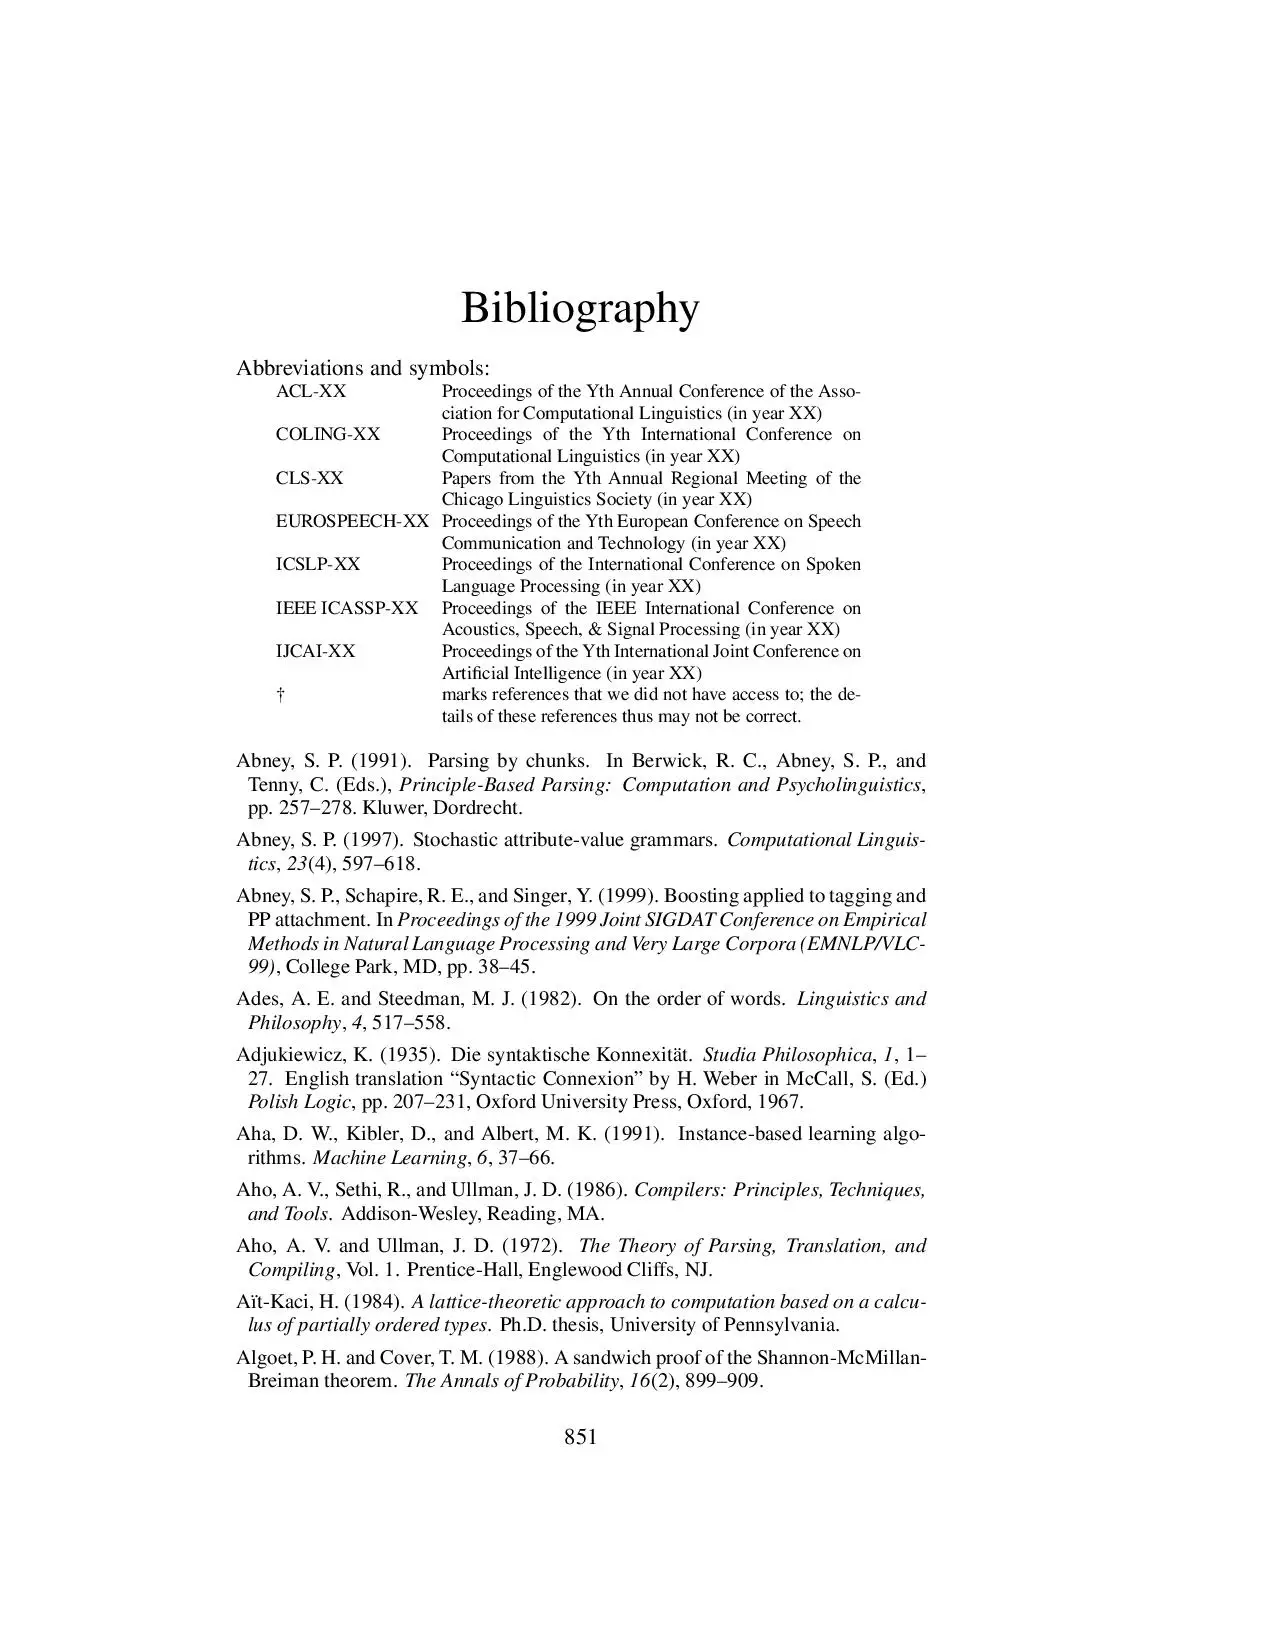 Bibliography
Abbreviations and symbols:
ACL-XX Proceedings of the Yth Annual Conference of the Asso-
ciation for Computational Linguistics (in year XX)
COLING-XX Proceedings of the Yth International Conference on
Computational Linguistics (in year XX)
CLS-XX Papers from the Yth Annual Regional Meeting of the
Chicago Linguistics Society (in year XX)
EUROSPEECH-XX Proceedings of the Yth European Conference on Speech
Communication and Technology (in year XX)
ICSLP-XX Proceedings of the International Conference on Spoken
Language Processing (in year XX)
IEEE ICASSP-XX Proceedings of the IEEE International Conference on
Acoustics, Speech, & Signal Processing (in year XX)
IJCAI-XX Proceedings of the Yth International Joint Conference on
Artificial Intelligence (in year XX)
† marks references that we did not have access to; the de-
tails of these references thus may not be correct.
Abney, S. P. (1991). Parsing by chunks. In Berwick, R. C., Abney, S. P., and
Tenny, C. (Eds.), Principle-Based Parsing: Computation and Psycholinguistics,
pp. 257–278. Kluwer, Dordrecht.
Abney, S. P. (1997). Stochastic attribute-value grammars. Computational Linguis-
tics, 23(4), 597–618.
Abney, S. P., Schapire, R. E., and Singer, Y. (1999). Boosting applied to tagging and
PP attachment. In Proceedings of the 1999 Joint SIGDAT Conference on Empirical
Methods in Natural Language Processing and Very Large Corpora (EMNLP/VLC-
99), College Park, MD, pp. 38–45.
Ades, A. E. and Steedman, M. J. (1982). On the order of words. Linguistics and
Philosophy, 4, 517–558.
Adjukiewicz, K. (1935). Die syntaktische Konnexität. Studia Philosophica, 1, 1–
27. English translation “Syntactic Connexion” by H. Weber in McCall, S. (Ed.)
Polish Logic, pp. 207–231, Oxford University Press, Oxford, 1967.
Aha, D. W., Kibler, D., and Albert, M. K. (1991). Instance-based learning algo-
rithms. Machine Learning, 6, 37–66.
Aho, A. V., Sethi, R., and Ullman, J. D. (1986). Compilers: Principles, Techniques,
and Tools. Addison-Wesley, Reading, MA.
Aho, A. V. and Ullman, J. D. (1972). The Theory of Parsing, Translation, and
Compiling, Vol. 1. Prentice-Hall, Englewood Cliffs, NJ.
Aït-Kaci, H. (1984). A lattice-theoretic approach to computation based on a calcu-
lus of partially ordered types. Ph.D. thesis, University of Pennsylvania.
Algoet, P. H. and Cover, T. M. (1988). A sandwich proof of the Shannon-McMillan-
Breiman theorem. The Annals of Probability, 16(2), 899–909.
851